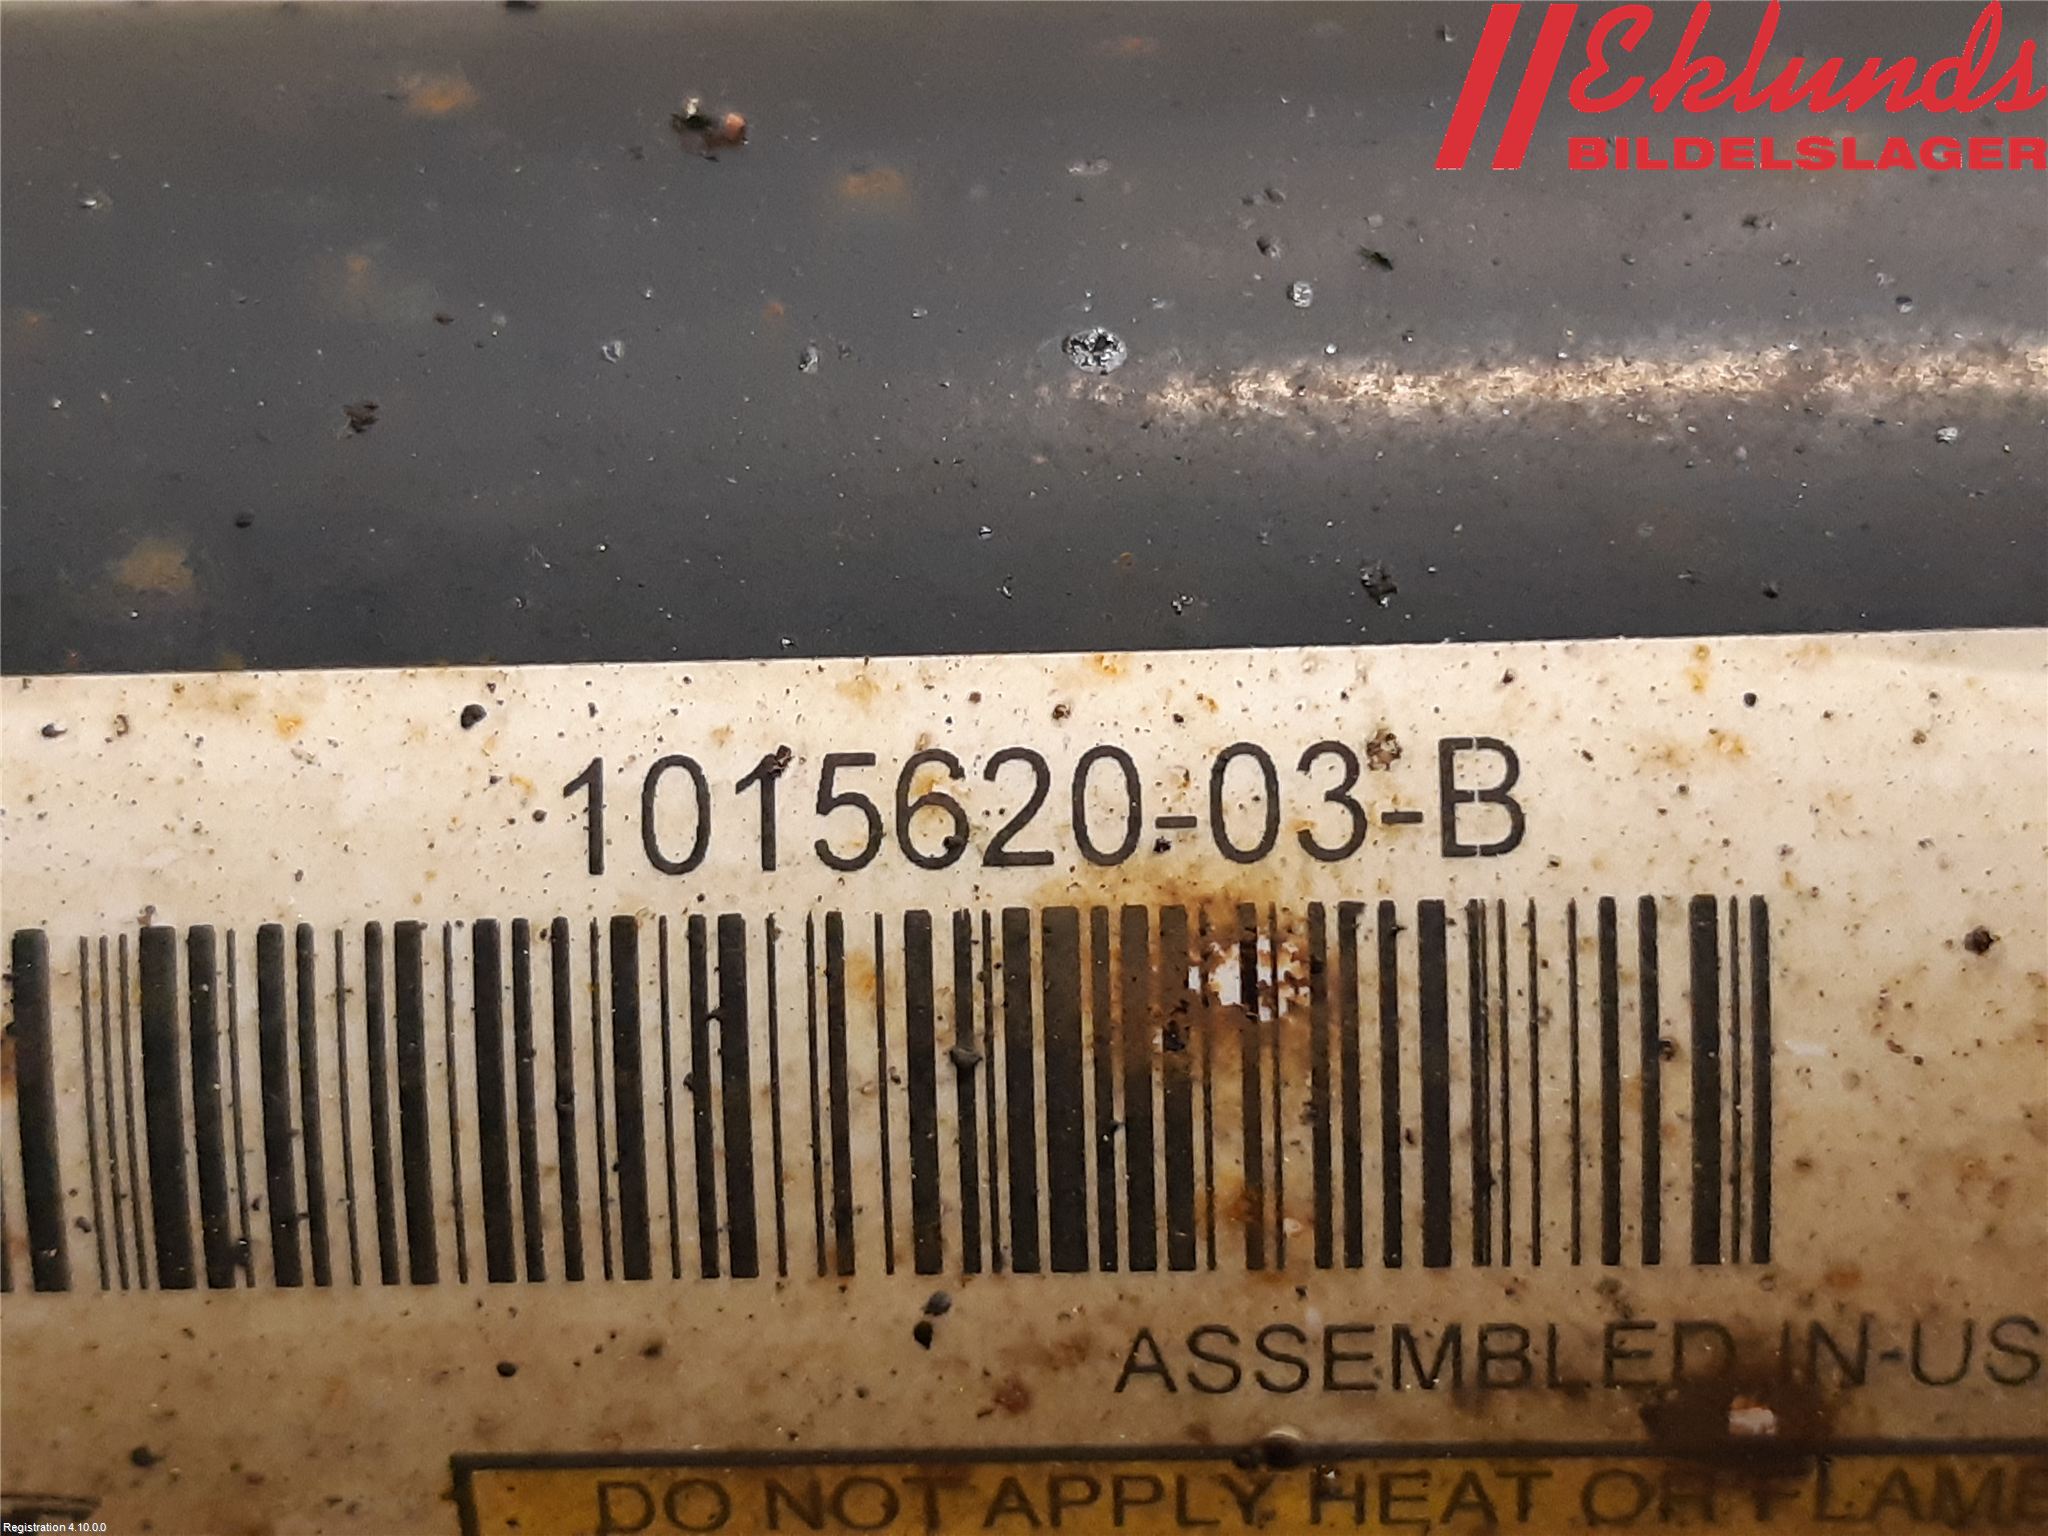 Eklunds
BILDELSLAGER
1015620-03-B
ASSEMBLED IN US
DO NOT APPLY HEAT OR FLAME
Registration 4.10.0.0